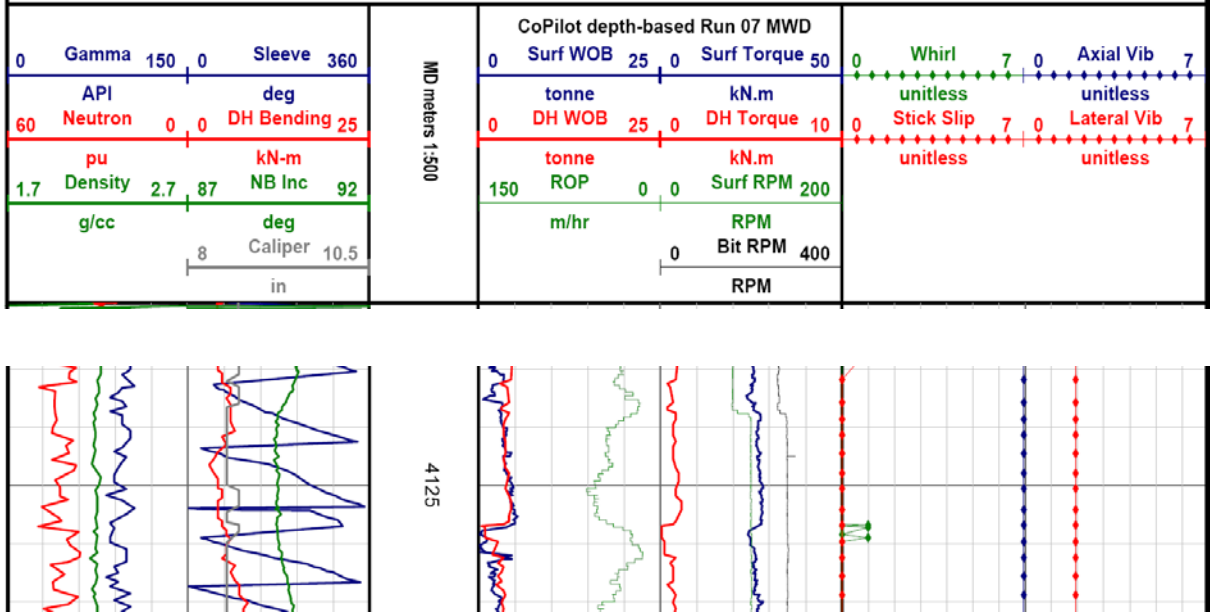 CoPilot depth-based Run 07 MWD
0 Gamma 150 0 Sleeve 360
API deg
60 Neutron 0 0 DH Bending 25
pu kN-m
1.7 Density 2.7 87 NB Inc 92
g/cc deg
8 Caliper 10.5
in
MD meters 1:500
0 Surf WOB 25 0 Surf Torque 50
tonne kN.m
0 DH WOB 25 0 DH Torque 10
tonne kN.m
150 ROP 0 0 Surf RPM 200
m/hr RPM
0 Bit RPM 400
RPM
0 Whirl 7 0 Axial Vib 7
unitless unitless
0 Stick Slip 7 0 Lateral Vib 7
unitless unitless
4125